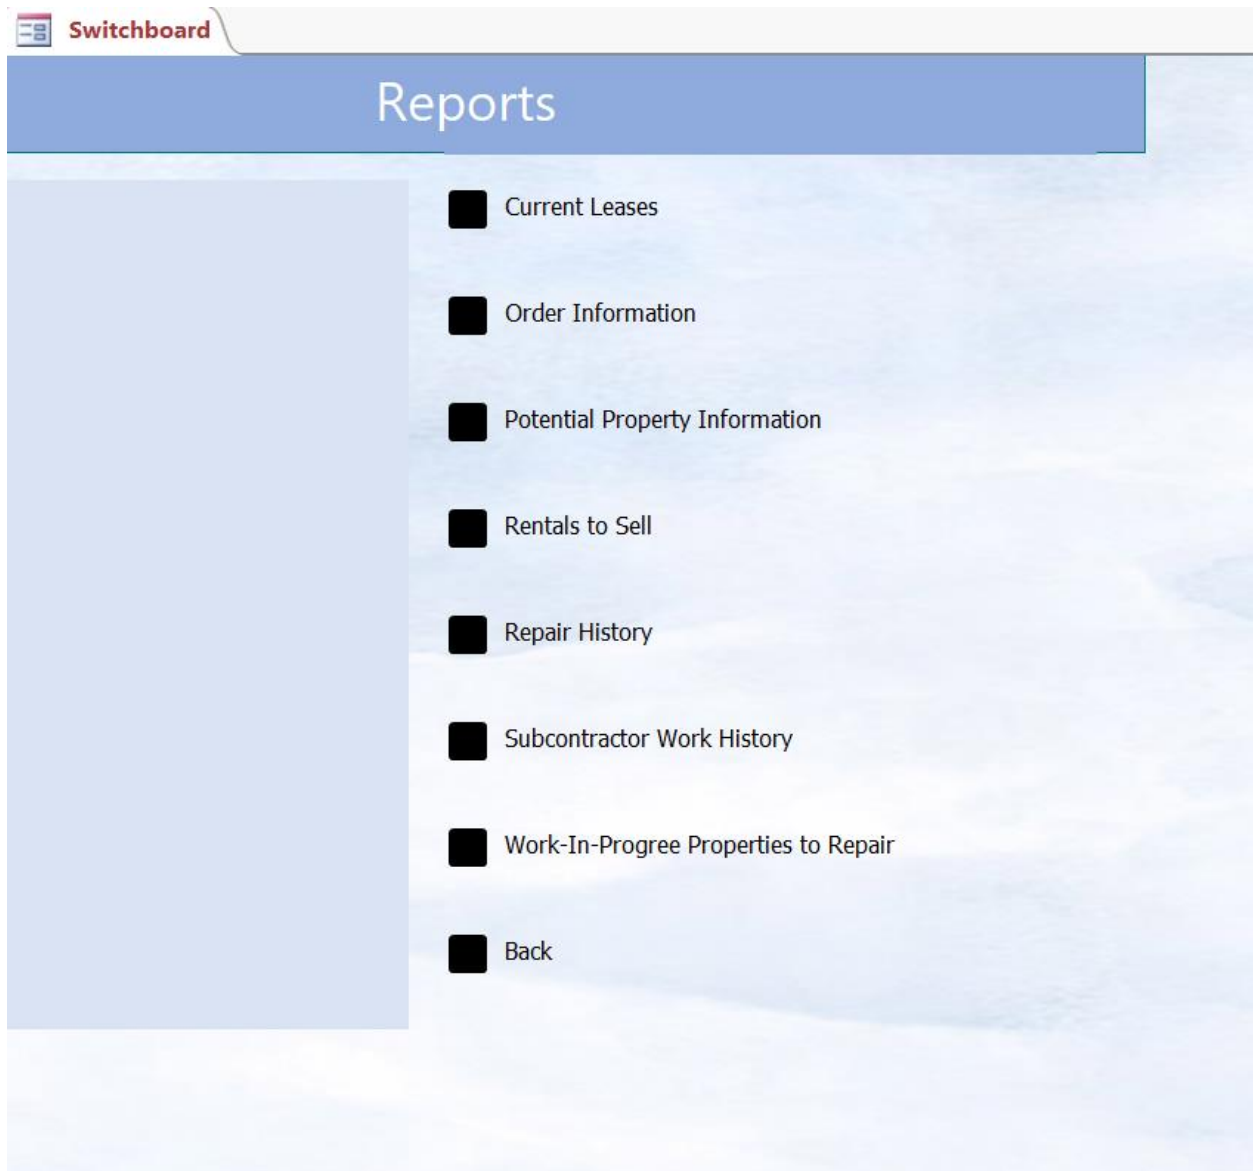 Switchboard
Reports
Current Leases
Order Information
Potential Property Information
Rentals to Sell
Repair History
Subcontractor Work History
Work-In-Progree Properties to Repair
Back